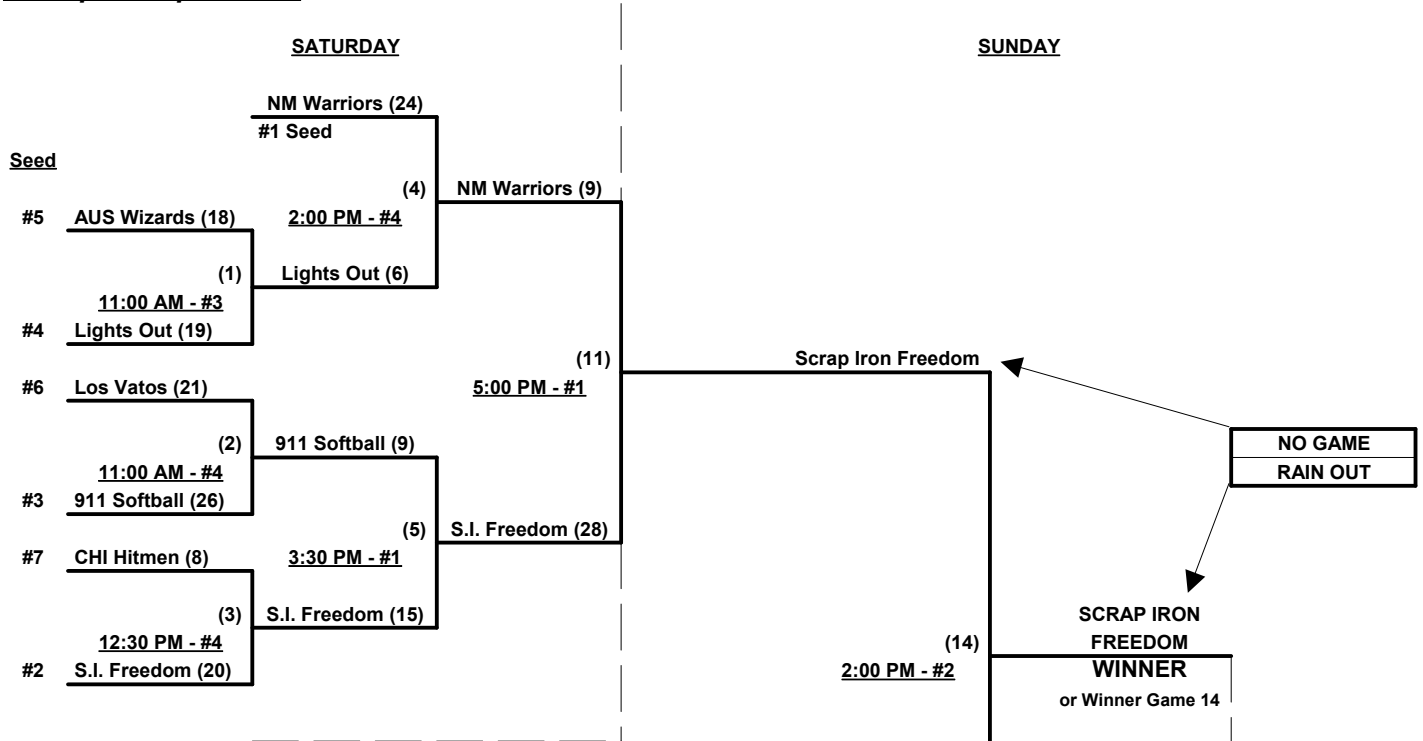 SATURDAY
SUNDAY
NM Warriors (24)
#1 Seed
Seed
(4)
NM Warriors (9)
#5
AUS Wizards (18)
2:00 PM - #4
(1)
Lights Out (6)
11:00 AM - #3
#4
Lights Out (19)
(11)
Scrap Iron Freedom
#6
Los Vatos (21)
5:00 PM - #1
(2)
911 Softball (9)
NO GAME
11:00 AM - #4
RAIN OUT
#3
911 Softball (26)
(5)
S.I. Freedom (28)
#7
CHI Hitmen (8)
3:30 PM - #1
(3)
S.I. Freedom (15)
SCRAP IRON
12:30 PM - #4
(14)
FREEDOM
#2
S.I. Freedom (20)
2:00 PM - #2
WINNER
or Winner Game 14